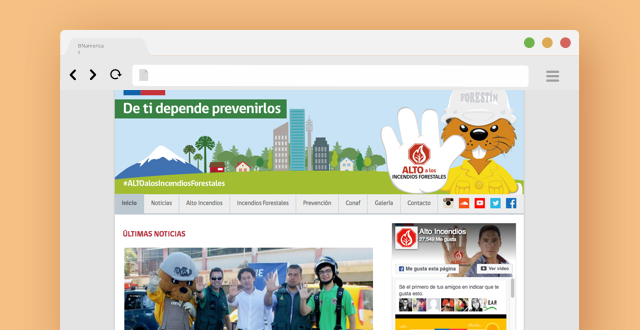 BNamerica
s
FORESTÍN
De ti depende prevenirlos
ALTO a los
INCENDIOS FORESTALES
#ALTOalosIncendiosForestales
Inicio Noticias Alto Incendios Incendios Forestales Prevención Conaf Galería Contacto
ÚLTIMAS NOTICIAS
Alto Incendios
27.549 Me gusta
Me gusta esta página Ver video
Sé el primero de tus amigos en indicar que te
gusta esto.